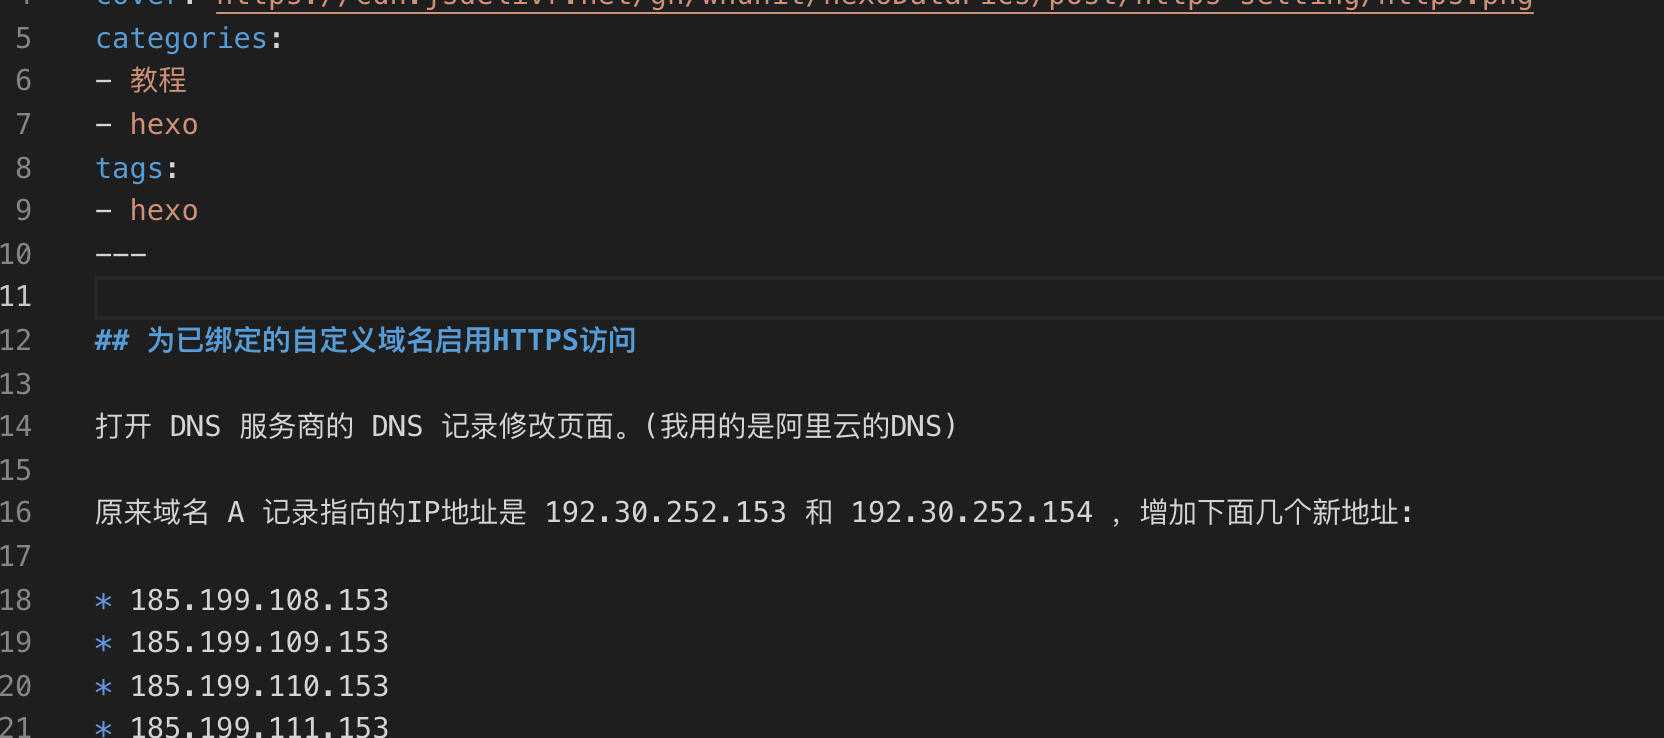 5 categories:
6 - 教程
7 - hexo
8 tags:
9 - hexo
10 ---
11
12 ## 为已绑定的自定义域名启用HTTPS访问
13
14 打开 DNS 服务商的 DNS 记录修改页面。(我用的是阿里云的DNS)
15
16 原来域名 A 记录指向的IP地址是 192.30.252.153 和 192.30.252.154 ，增加下面几个新地址:
17
18 * 185.199.108.153
19 * 185.199.109.153
20 * 185.199.110.153
21 * 185.199.111.153